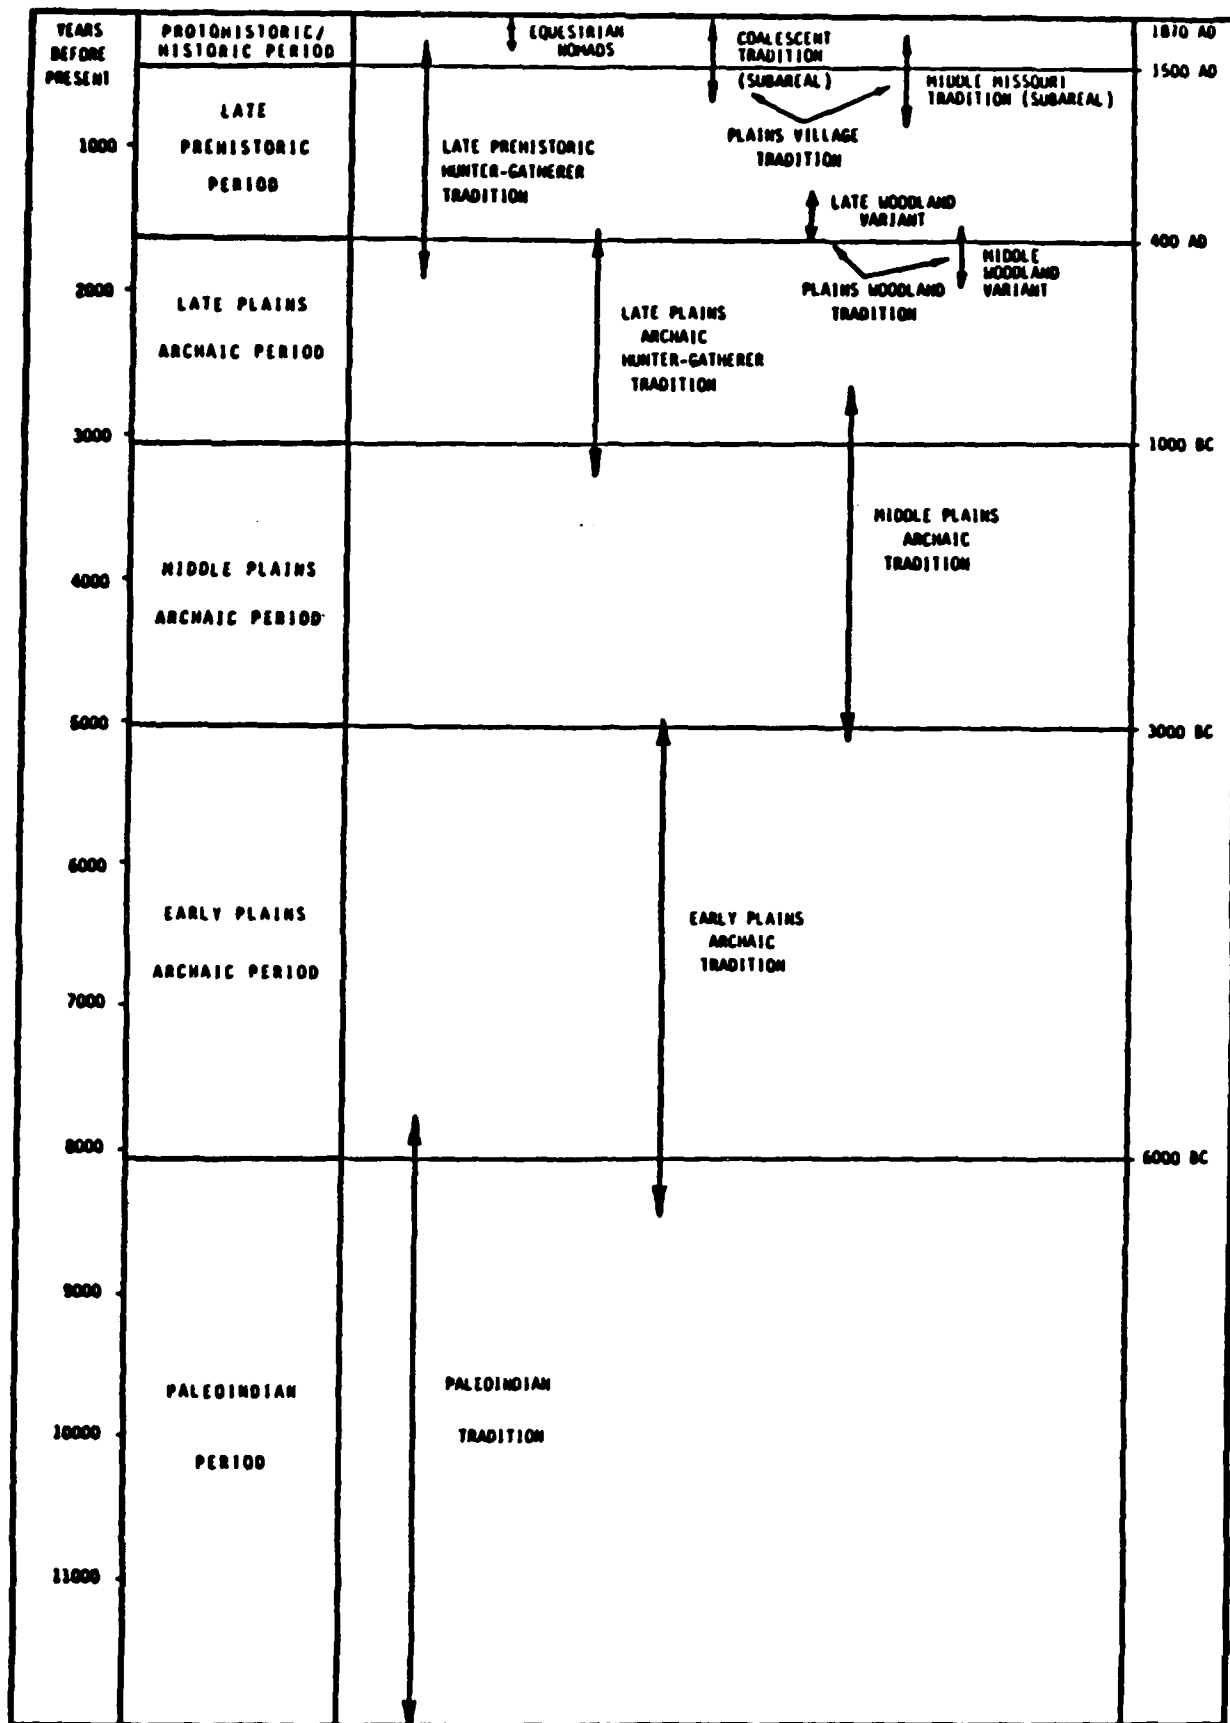 YEARS
BEFORE
PRESENT
PROTOHISTORIC/
HISTORIC PERIOD
EQUESTRIAN
NOMADS
COALESCENT
TRADITION
(SUBAREAL)
MIDDLE MISSOURI
TRADITION (SUBAREAL)
1870 AD
1500 AD
PLAINS VILLAGE
TRADITION
LATE
PREHISTORIC
PERIOD
1000
LATE PREHISTORIC
HUNTER-GATHERER
TRADITION
LATE WOODLAND
VARIANT
400 AD
MIDDLE
WOODLAND
VARIANT
PLAINS WOODLAND
TRADITION
2000
LATE PLAINS
ARCHAIC PERIOD
LATE PLAINS
ARCHAIC
HUNTER-GATHERER
TRADITION
3000
1000 BC
MIDDLE PLAINS
ARCHAIC
TRADITION
4000
MIDDLE PLAINS
ARCHAIC PERIOD
5000
3000 BC
6000
EARLY PLAINS
ARCHAIC PERIOD
EARLY PLAINS
ARCHAIC
TRADITION
7000
8000
6000 BC
9000
PALEOINDIAN
PERIOD
PALEOINDIAN
TRADITION
10000
11000